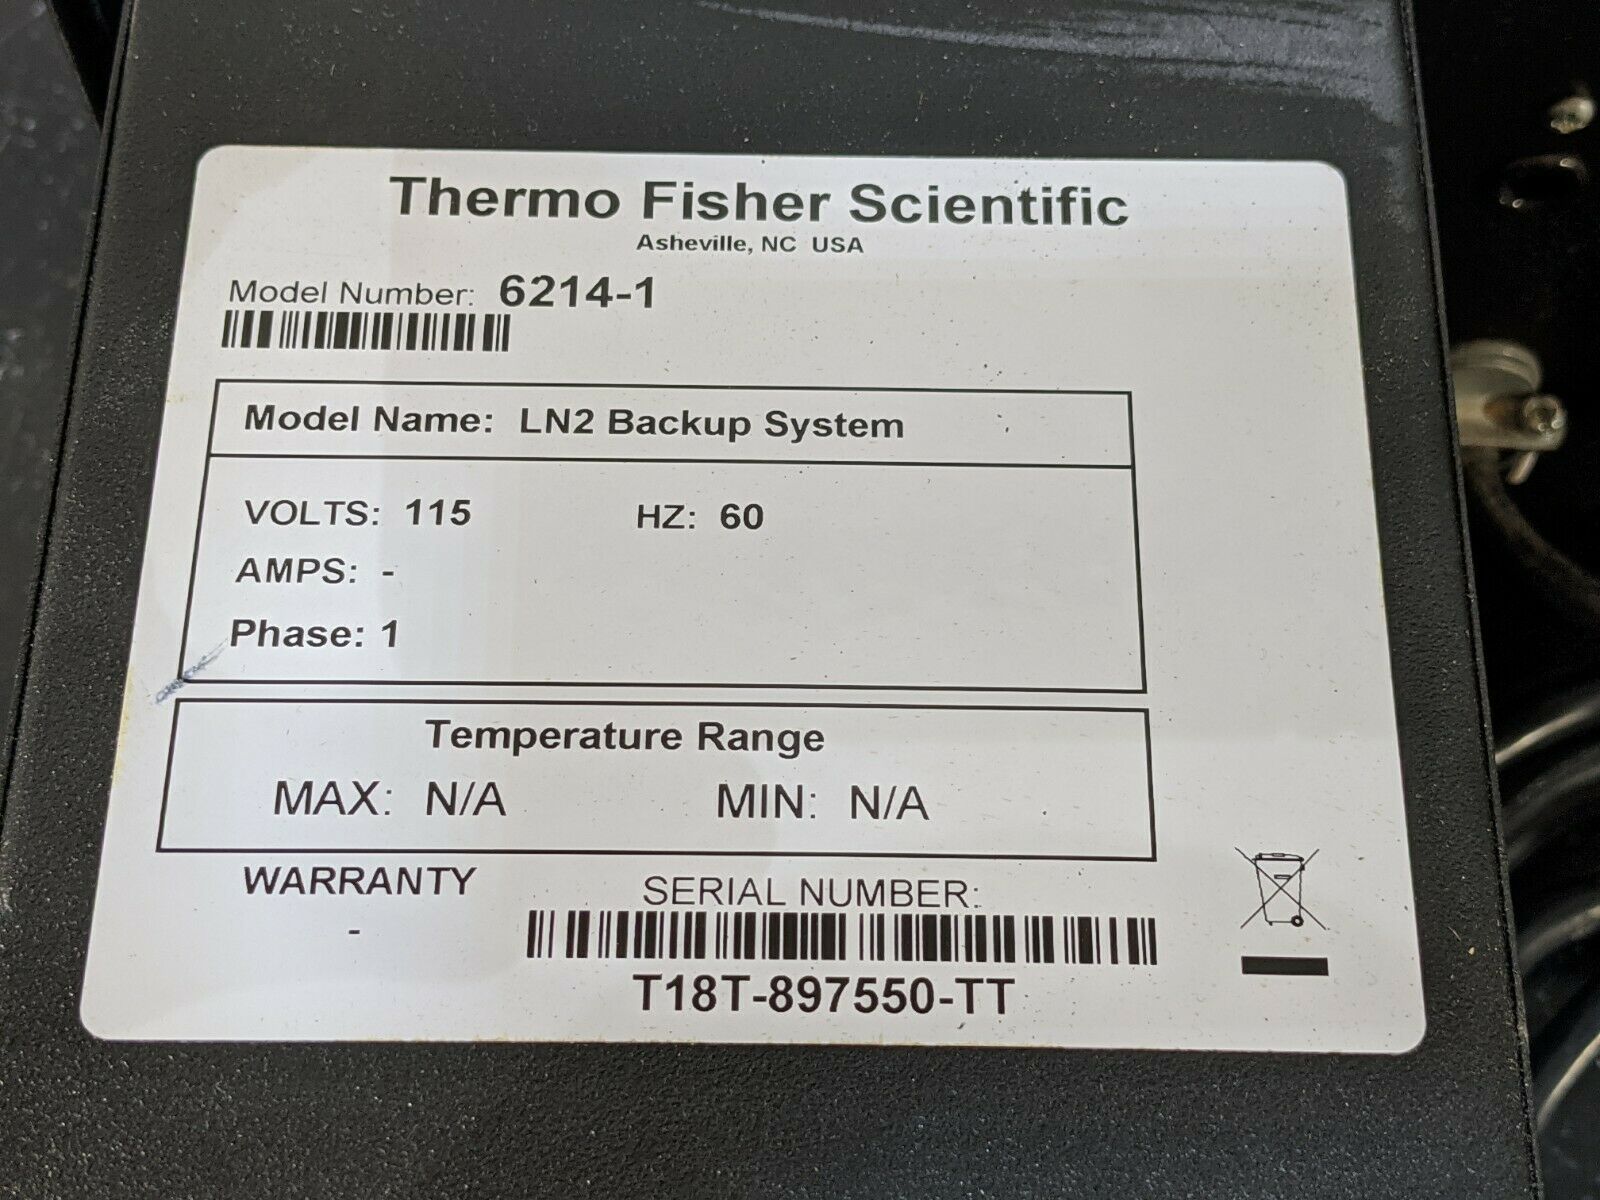 Thermo Fisher Scientific
Asheville, NC USA
Model Number: 6214-1
Model Name: LN2 Backup System
VOLTS: 115 HZ: 60
AMPS: -
Phase: 1
Temperature Range
MAX: N/A MIN: N/A
WARRANTY
-
SERIAL NUMBER:
T18T-897550-TT